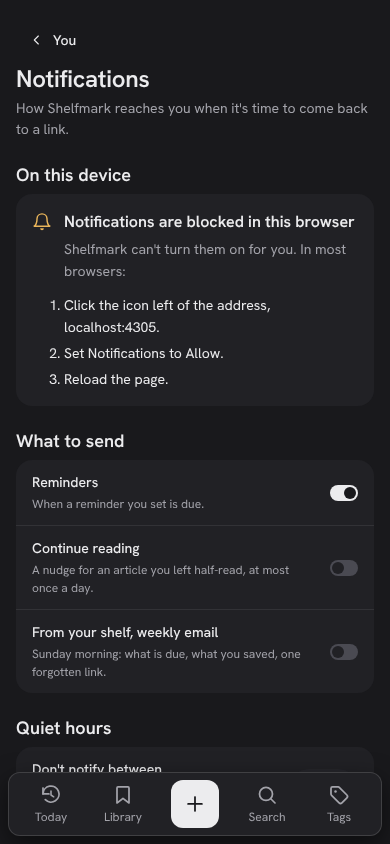 You
Notifications
How Shelfmark reaches you when it's time to come back
to a link.
On this device
Notifications are blocked in this browser
Shelfmark can't turn them on for you. In most
browsers:
1. Click the icon left of the address,
localhost:4305.
2. Set Notifications to Allow.
3. Reload the page.
What to send
Reminders
When a reminder you set is due.
Continue reading
A nudge for an article you left half-read, at most
once a day.
From your shelf, weekly email
Sunday morning: what is due, what you saved, one
forgotten link.
Quiet hours
Don't notify between
Today
Library
Search
Tags